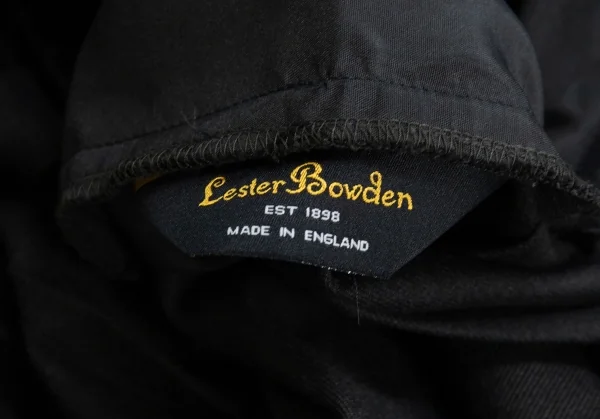 Lester Bowden
EST 1898
MADE IN ENGLAND